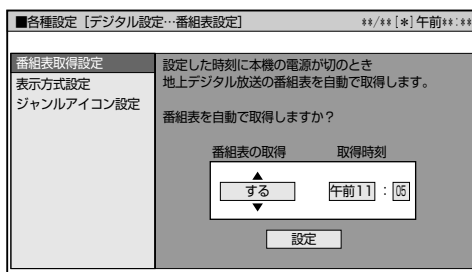 ■各種設定［デジタル設定…番組表設定］ **/**[*]午前**:**
番組表取得設定
表示方式設定
ジャンルアイコン設定
設定した時刻に本機の電源が切のとき
地上デジタル放送の番組表を自動で取得します。
番組表を自動で取得しますか？
番組表の取得 取得時刻
▲
する 午前11 : 05
▼
設定